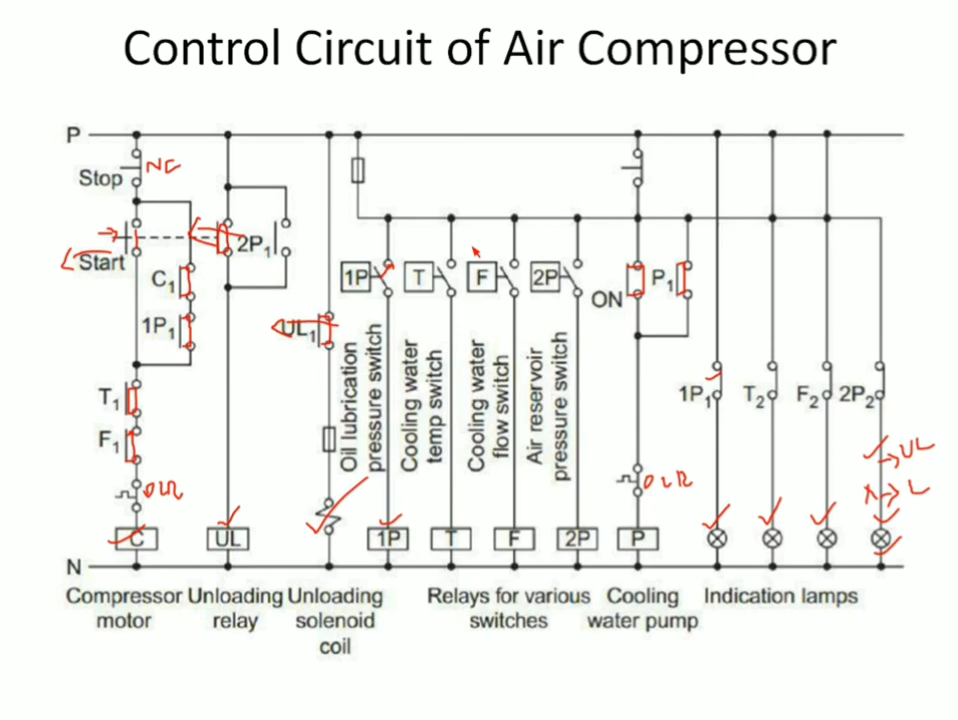 Control Circuit of Air Compressor
P
Stop
NC
Start
2P1
C1
1P1
UL1
1P
T
F
2P
ON
P1
Oil lubrication
pressure switch
Cooling water
temp switch
Cooling water
flow switch
Air reservoir
pressure switch
T1
F1
1P1
T2
F2
2P2
OLR
OLR
→UL
→L
C
UL
1P
T
F
2P
P
N
Compressor
motor
Unloading
relay
Unloading
solenoid
coil
Relays for various
switches
Cooling
water pump
Indication lamps